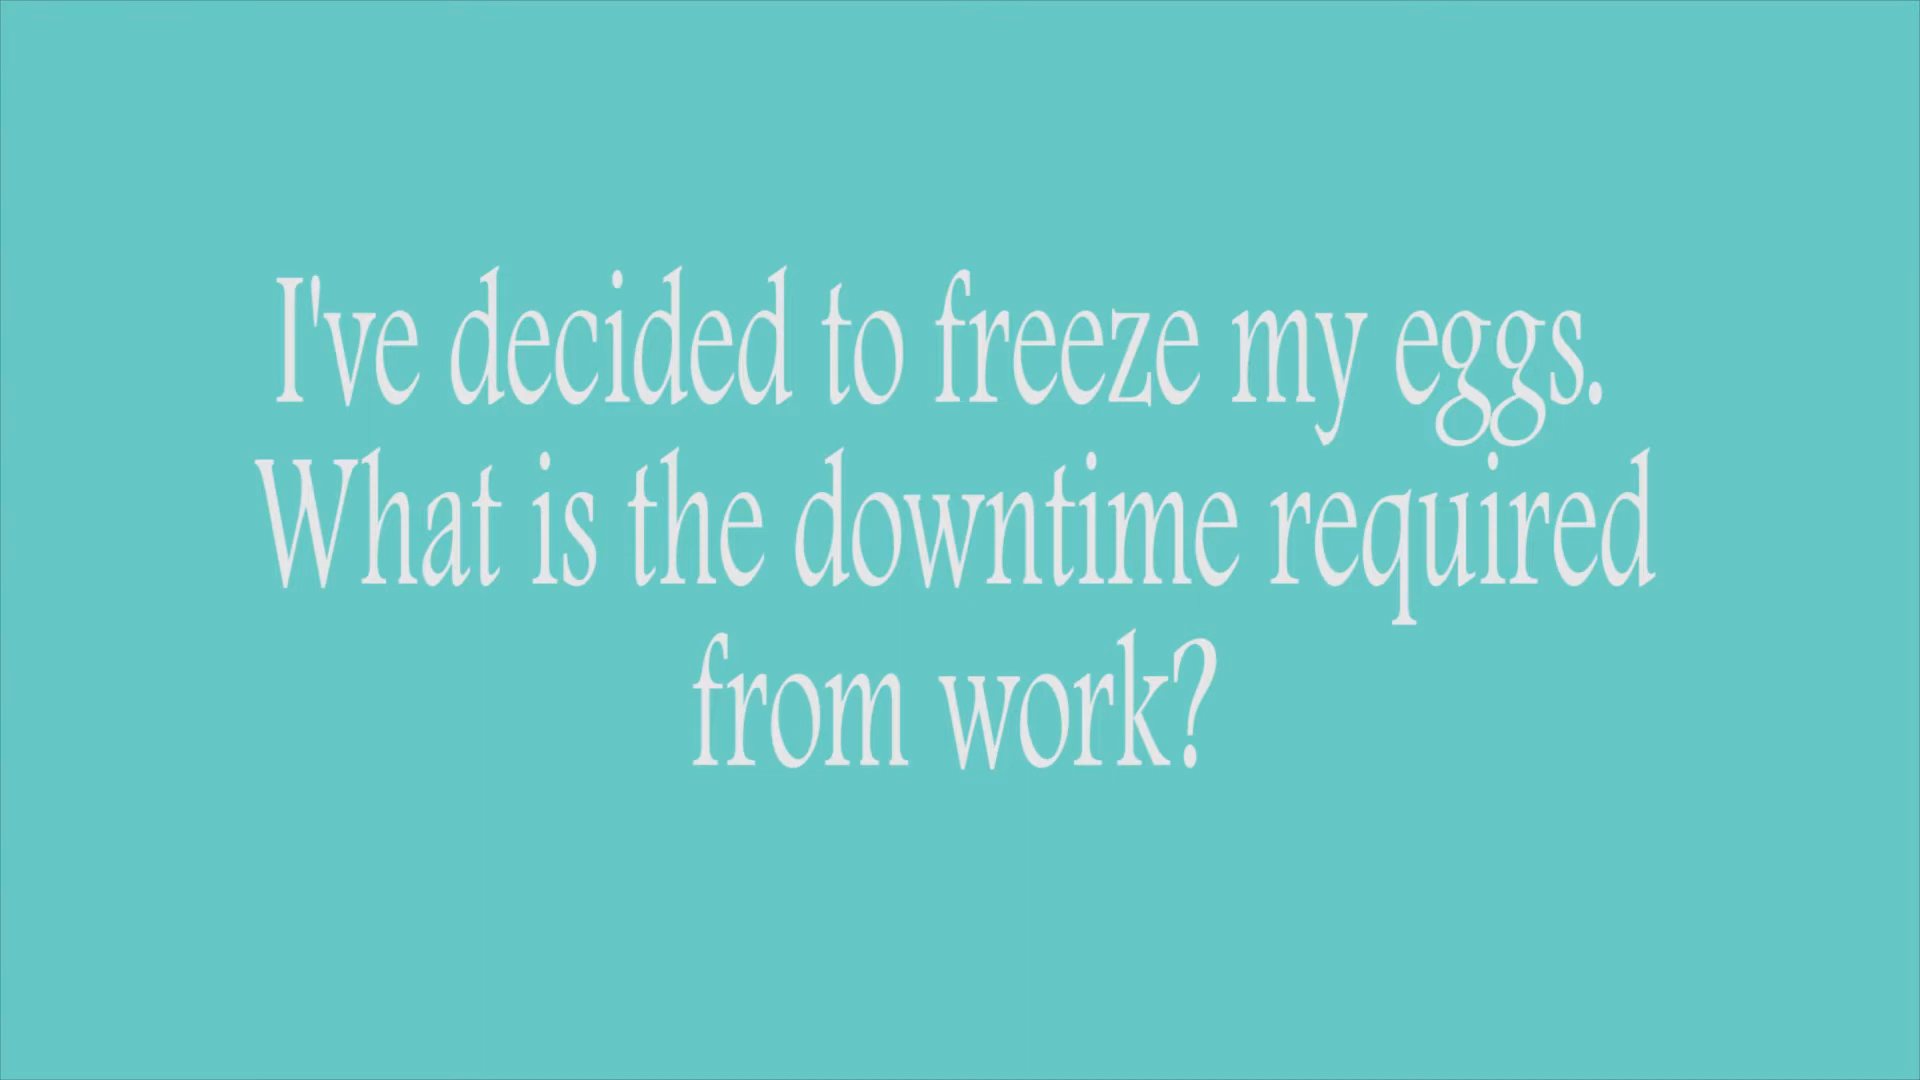 I've decided to freeze my eggs.
What is the downtime required
from work?